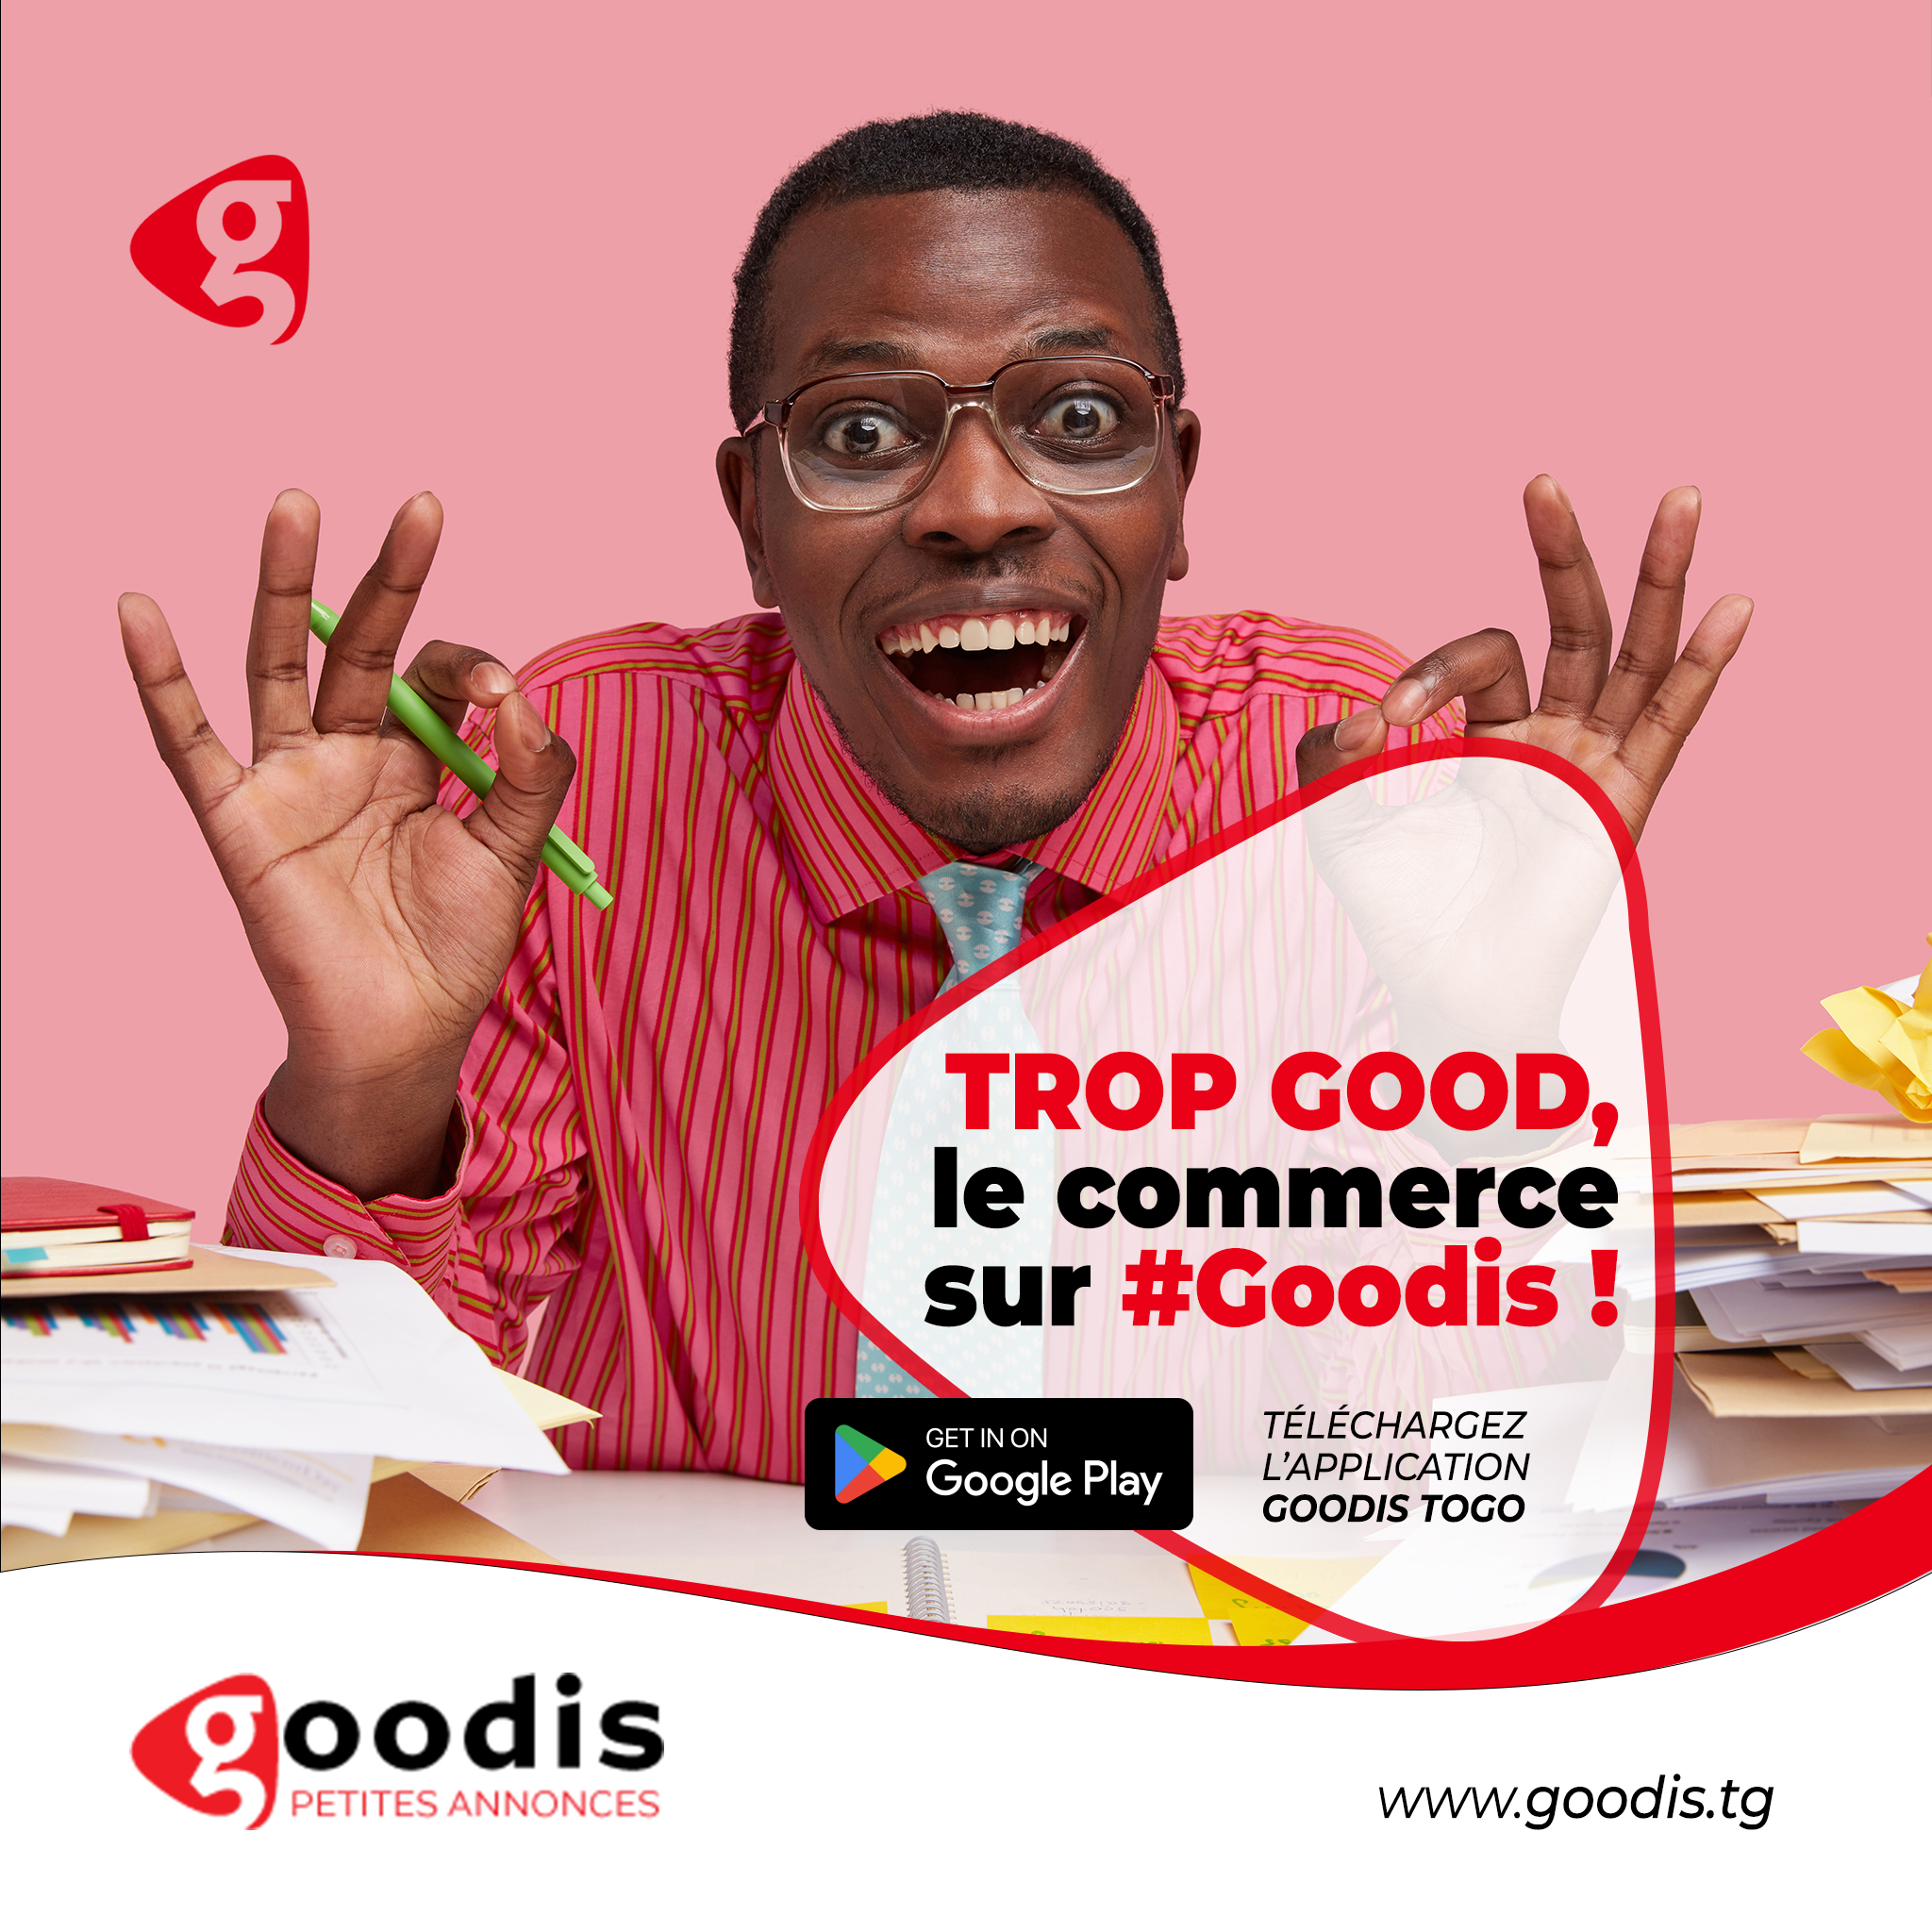 g
TROP GOOD,
le commerce
sur #Goodis !
GET IN ON
Google Play
TÉLÉCHARGEZ
L'APPLICATION
GOODIS TOGO
goodis
PETITES ANNONCES
www.goodis.tg